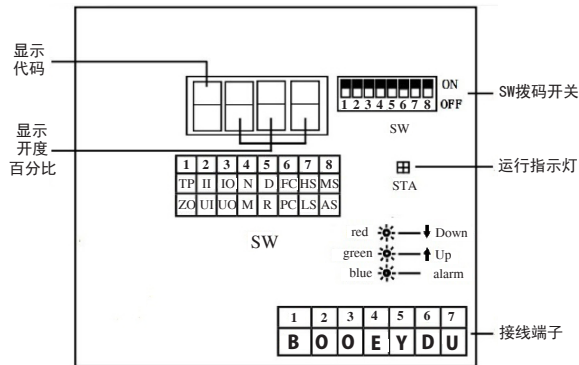 显示
代码
ON
1 2 3 4 5 6 7 8 OFF
SW
SW拨码开关
显示
开度
百分比
1 2 3 4 5 6 7 8
TP II IO N D FC HS MS
ZO UI UO M R PC LS AS
SW
STA
运行指示灯
red Down
green Up
blue alarm
1 2 3 4 5 6 7
B O O E Y D U
接线端子